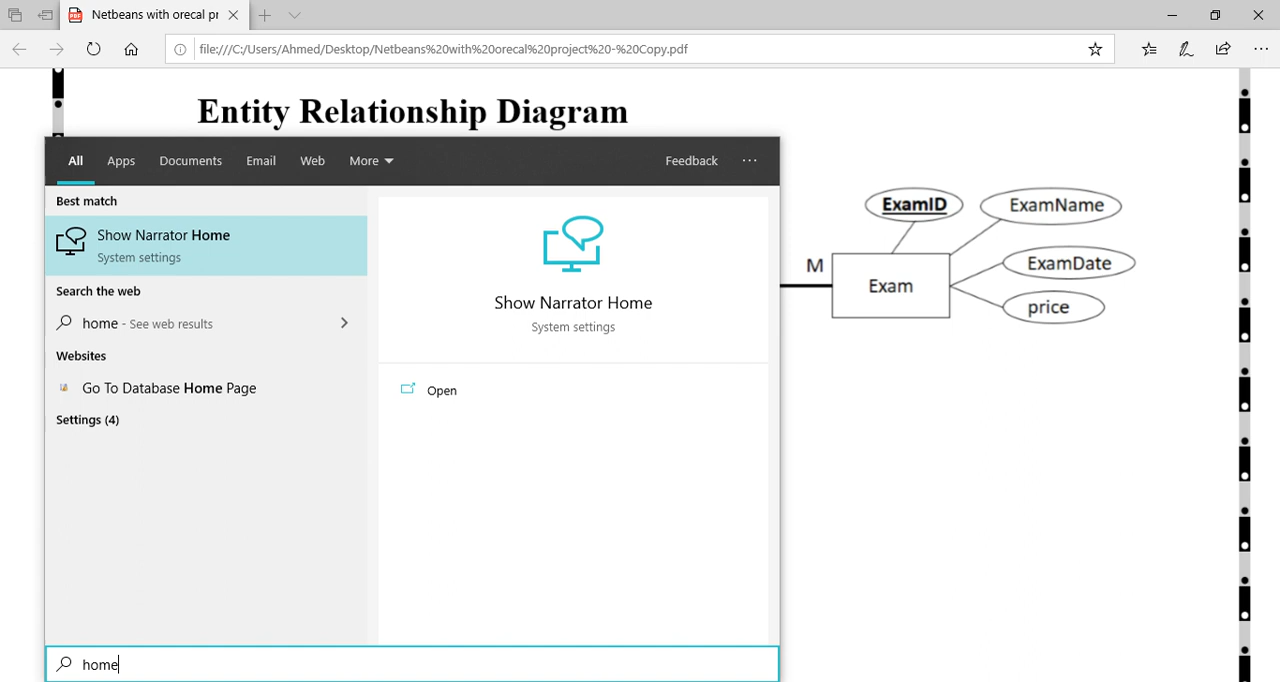 Netbeans with orecal pr
file:///C:/Users/Ahmed/Desktop/Netbeans%20with%20orecal%20project%20-%20Copy.pdf
Entity Relationship Diagram
All Apps Documents Email Web More Feedback ...
Best match
Show Narrator Home
System settings
Search the web
home - See web results
Websites
Go To Database Home Page
Settings (4)
Show Narrator Home
System settings
Open
home
ExamID
ExamName
M
Exam
ExamDate
price